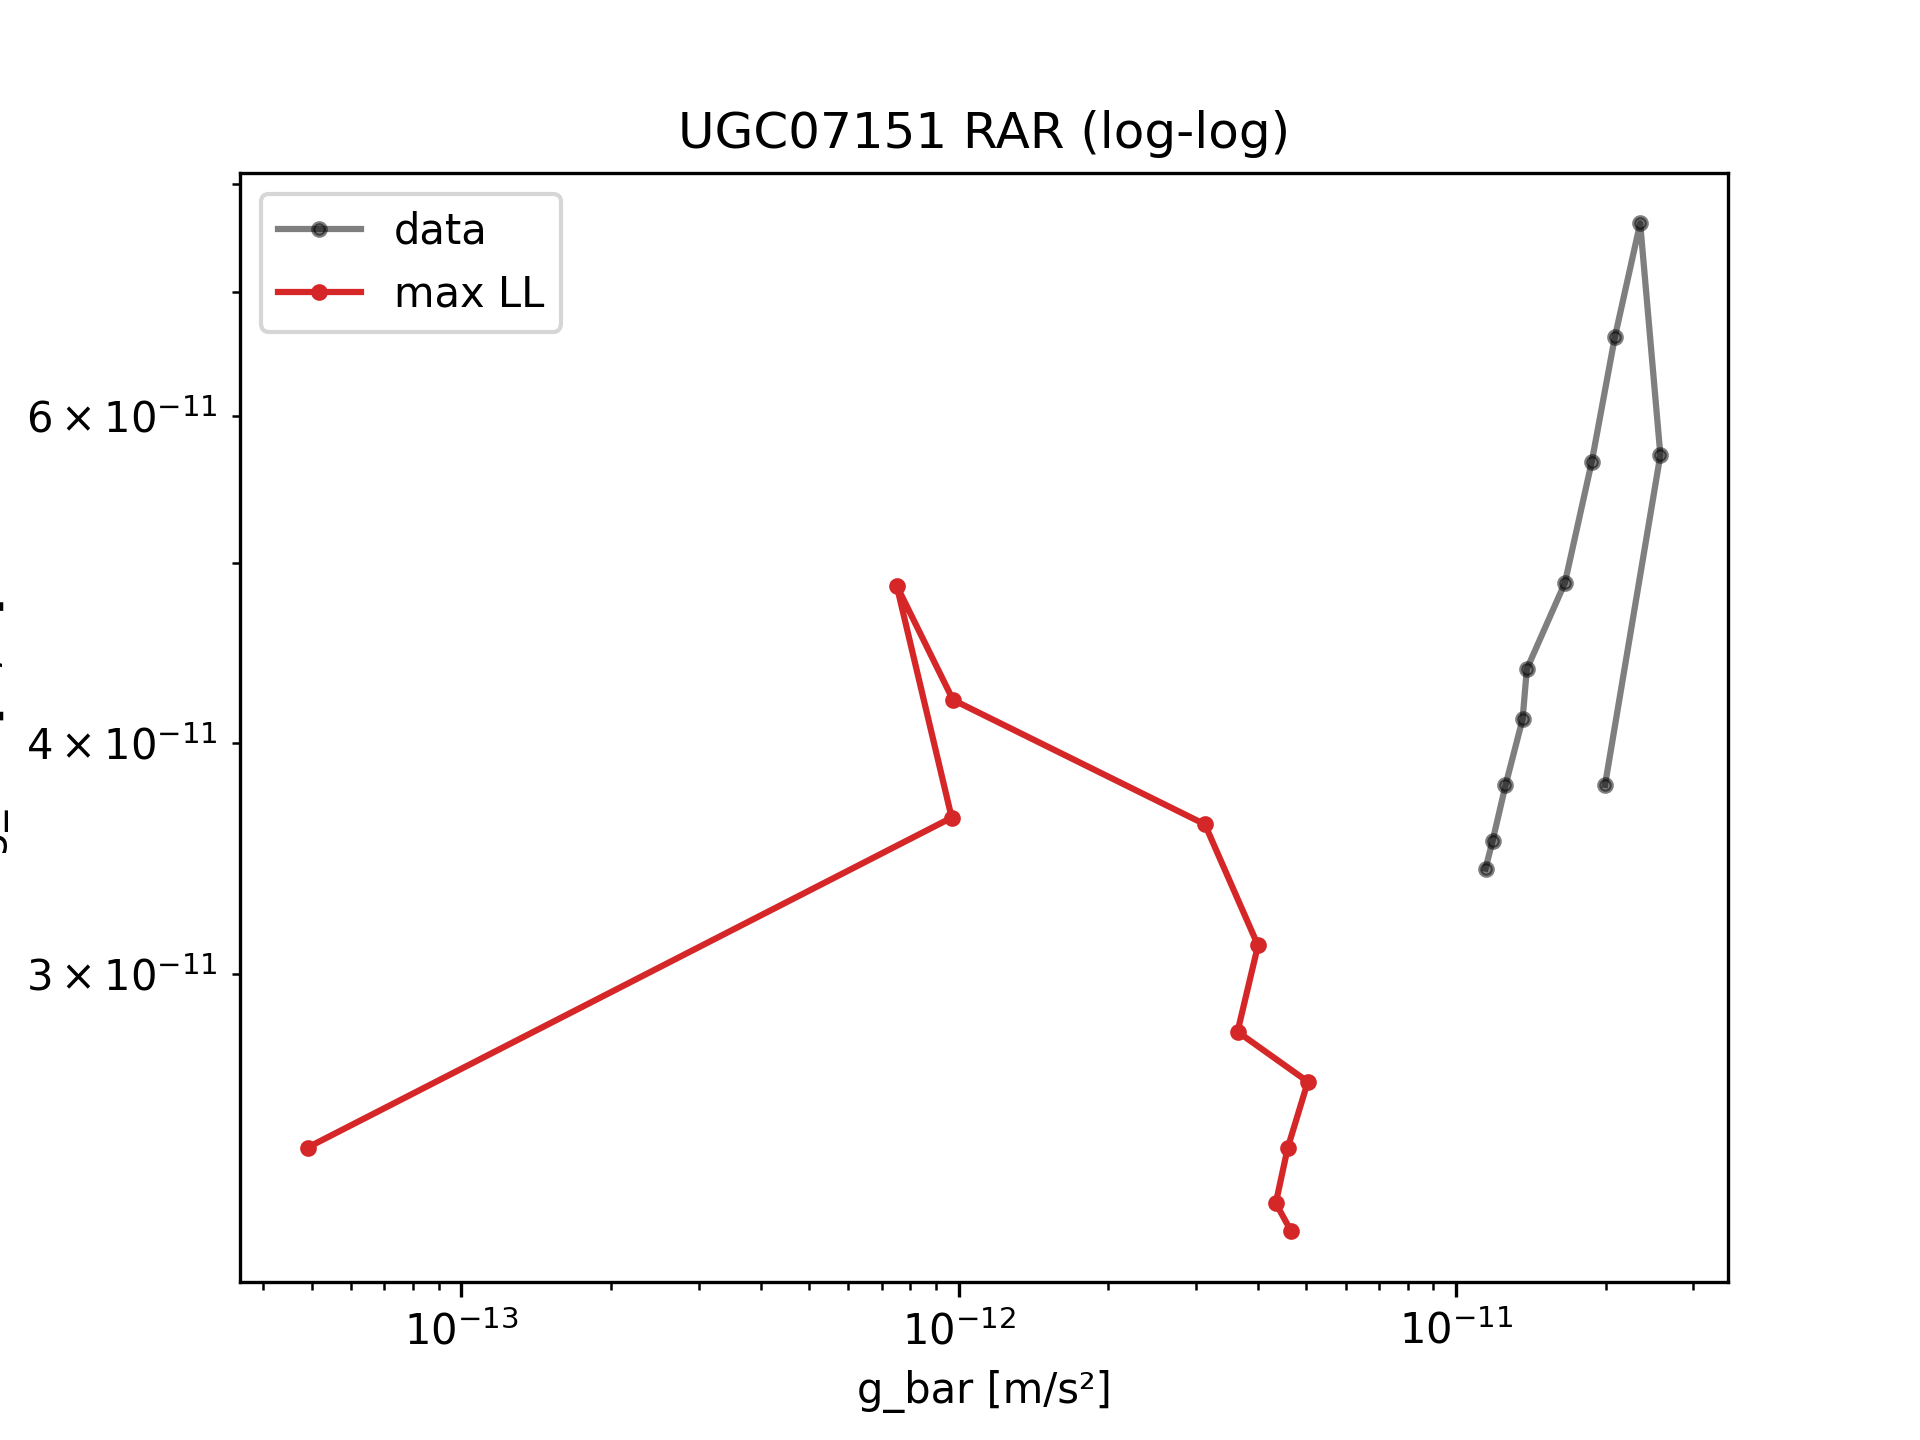 UGC07151 RAR (log-log)
data
max LL
6 × 10⁻¹¹
4 × 10⁻¹¹
3 × 10⁻¹¹
10⁻¹³
10⁻¹²
10⁻¹¹
g_bar [m/s²]